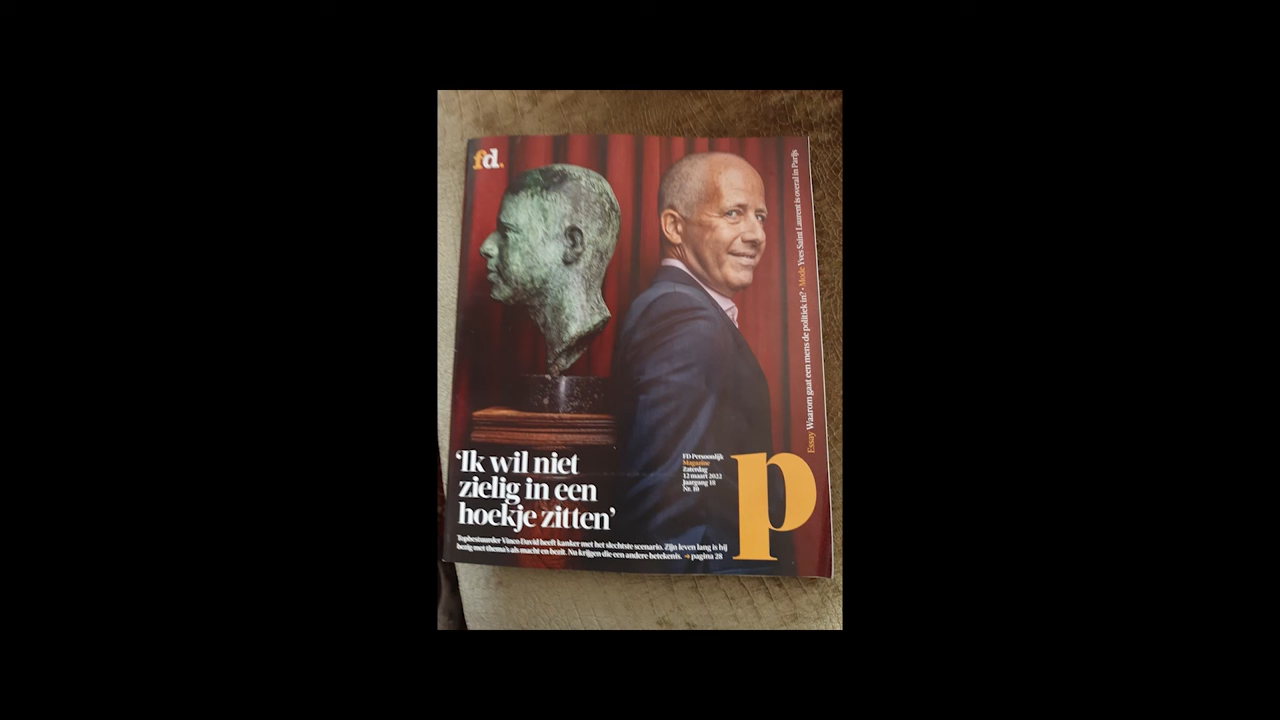 fd.
Essay Waarom gaat een mens de politiek in? • Mode Yves Saint Laurent is overal in Parijs
‘Ik wil niet
zielig in een
hoekje zitten’
FD Persoonlijk
Magazine
Zaterdag
12 maart 2022
Jaargang 18
Nr. 10
p
Topbestuurder Vinco David heeft kanker met het slechtste scenario. Zijn leven lang is hij
bezig met thema's als macht en bezit. Nu krijgen die een andere betekenis. → pagina 28